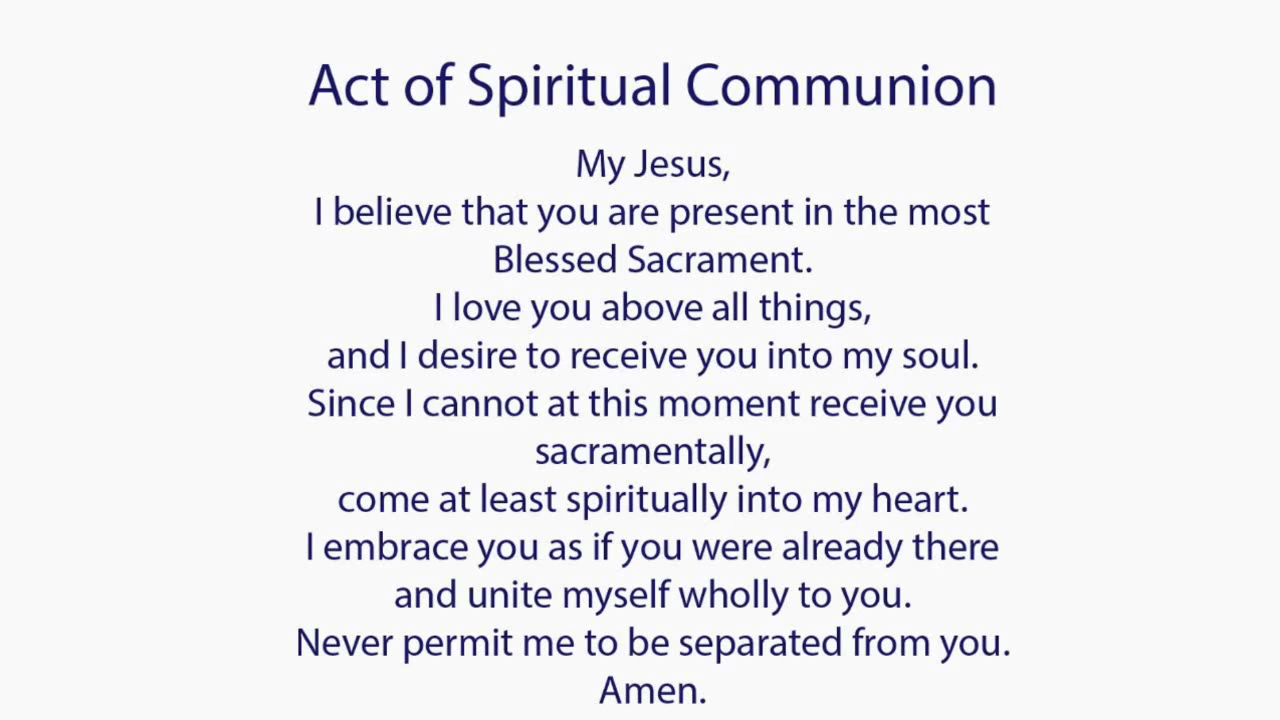 Act of Spiritual Communion
My Jesus,
I believe that you are present in the most
Blessed Sacrament.
I love you above all things,
and I desire to receive you into my soul.
Since I cannot at this moment receive you
sacramentally,
come at least spiritually into my heart.
I embrace you as if you were already there
and unite myself wholly to you.
Never permit me to be separated from you.
Amen.